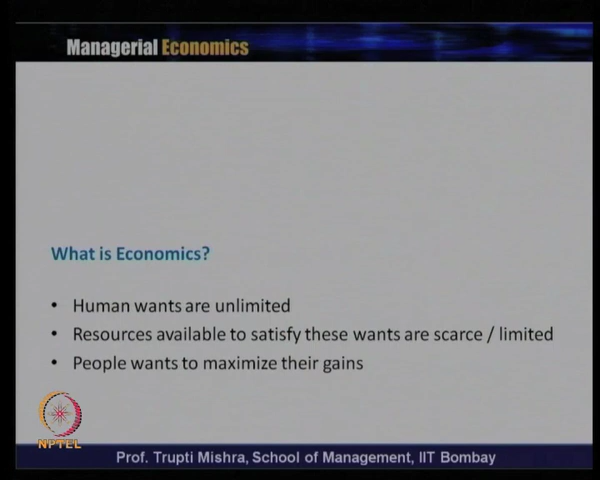 Managerial Economics
What is Economics?
• Human wants are unlimited
• Resources available to satisfy these wants are scarce / limited
• People wants to maximize their gains
NPTEL
Prof. Trupti Mishra, School of Management, IIT Bombay